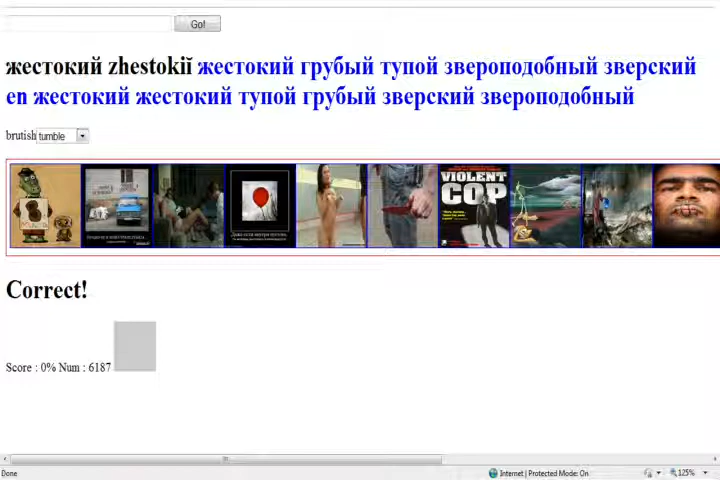 Go!
жестокий zhestokiĭ жестокий грубый тупой звероподобный зверский
en жестокий жестокий тупой грубый зверский звероподобный
brutish tumble
VIOLENT
COP
Correct!
Score : 0% Num : 6187
Done
Internet | Protected Mode: On
125%